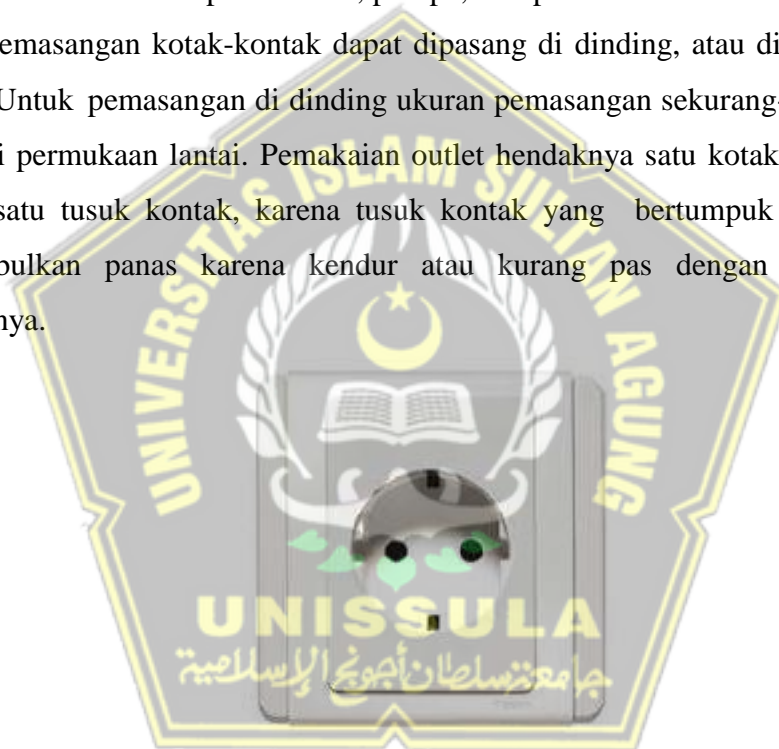 emasangan kotak-kontak dapat dipasang di dinding, atau di
Untuk pemasangan di dinding ukuran pemasangan sekurang-
i permukaan lantai. Pemakaian outlet hendaknya satu kotak
satu tusuk kontak, karena tusuk kontak yang bertumpuk
bulkan panas karena kendur atau kurang pas dengan
nya.
UNIVERSITAS ISLAM SULTAN AGUNG
UNISSULA
جامعة سلطان أجونج الإسلامية